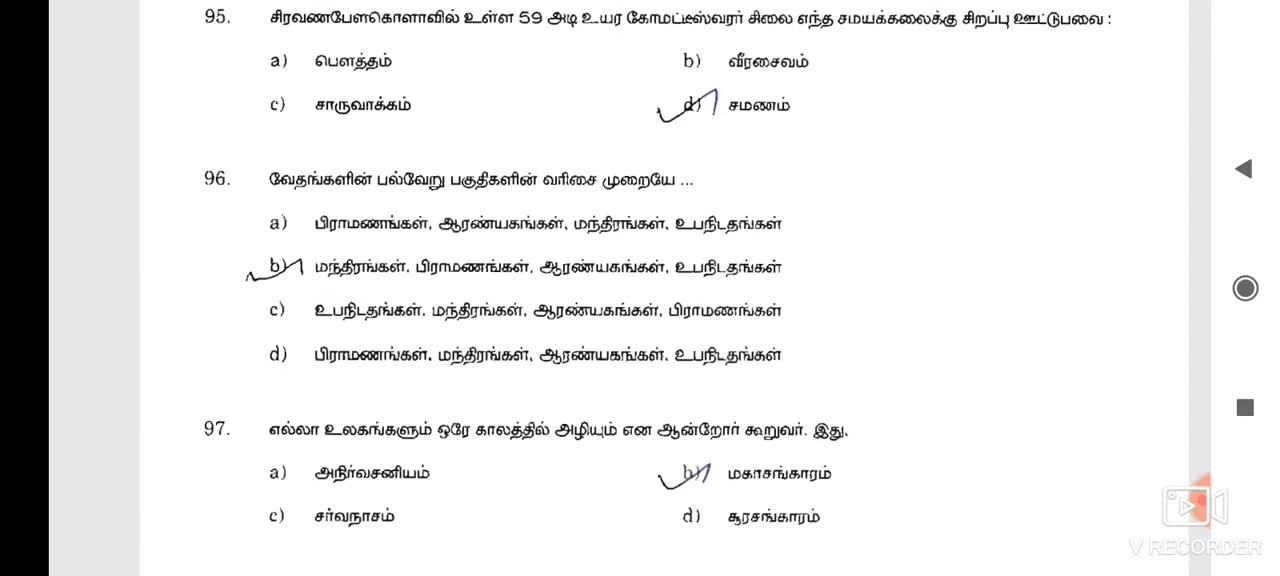 95. சிரவணபேளகொளாவில் உள்ள 59 அடி உயர கோமட்டீஸ்வரர் சிலை எந்த சமயக்கலைக்கு சிறப்பு ஊட்டுபவை :
a) பௌத்தம் b) வீரசைவம்
c) சாருவாக்கம் d) சமணம்
96. வேதங்களின் பல்வேறு பகுதிகளின் வரிசை முறையே ...
a) பிராமணங்கள், ஆரண்யகங்கள், மந்திரங்கள், உபநிடதங்கள்
b) மந்திரங்கள், பிராமணங்கள், ஆரண்யகங்கள், உபநிடதங்கள்
c) உபநிடதங்கள், மந்திரங்கள், ஆரண்யகங்கள், பிராமணங்கள்
d) பிராமணங்கள், மந்திரங்கள், ஆரண்யகங்கள், உபநிடதங்கள்
97. எல்லா உலகங்களும் ஒரே காலத்தில் அழியும் என ஆன்றோர் கூறுவர். இது,
a) அநிர்வசனியம் b) மகாசங்காரம்
c) சர்வநாசம் d) சூரசங்காரம்
V RECORDER